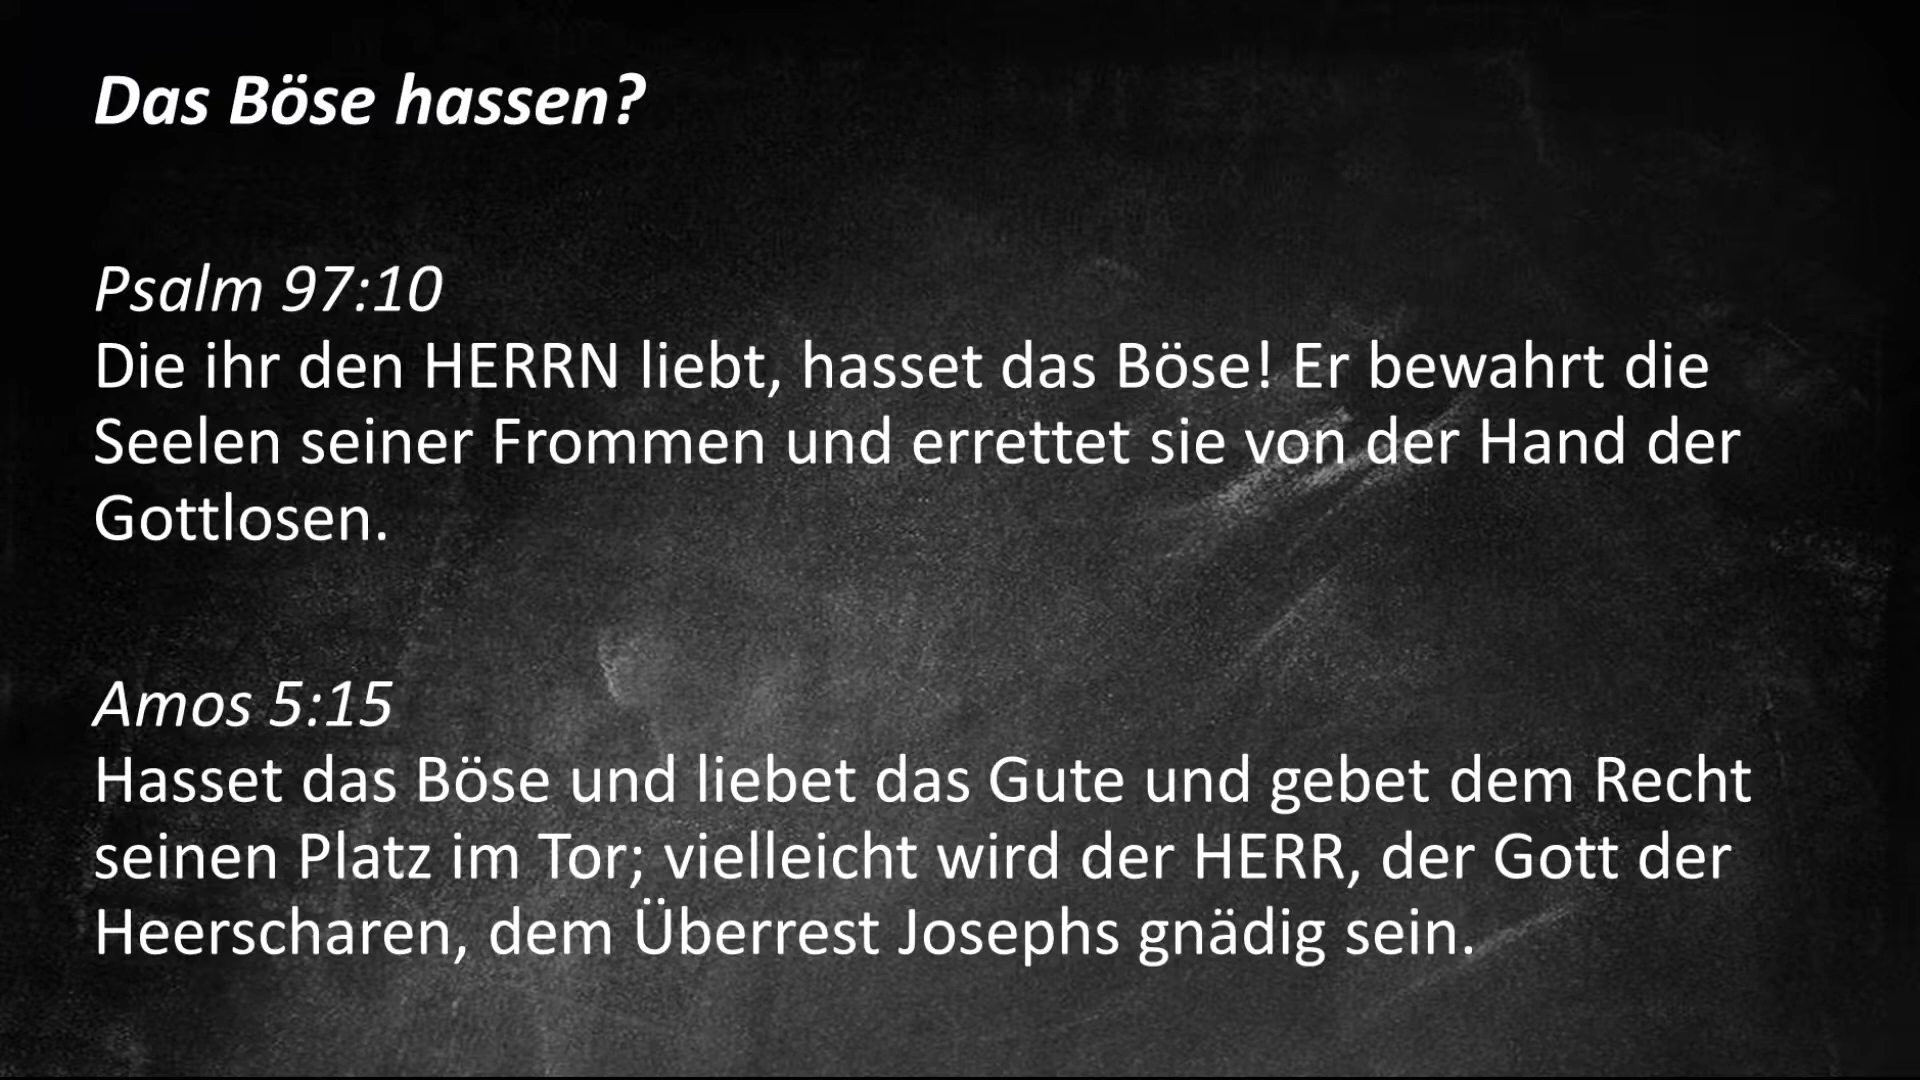 Das Böse hassen?
Psalm 97:10
Die ihr den HERRN liebt, hasset das Böse! Er bewahrt die
Seelen seiner Frommen und errettet sie von der Hand der
Gottlosen.
Amos 5:15
Hasset das Böse und liebet das Gute und gebet dem Recht
seinen Platz im Tor; vielleicht wird der HERR, der Gott der
Heerscharen, dem Überrest Josephs gnädig sein.